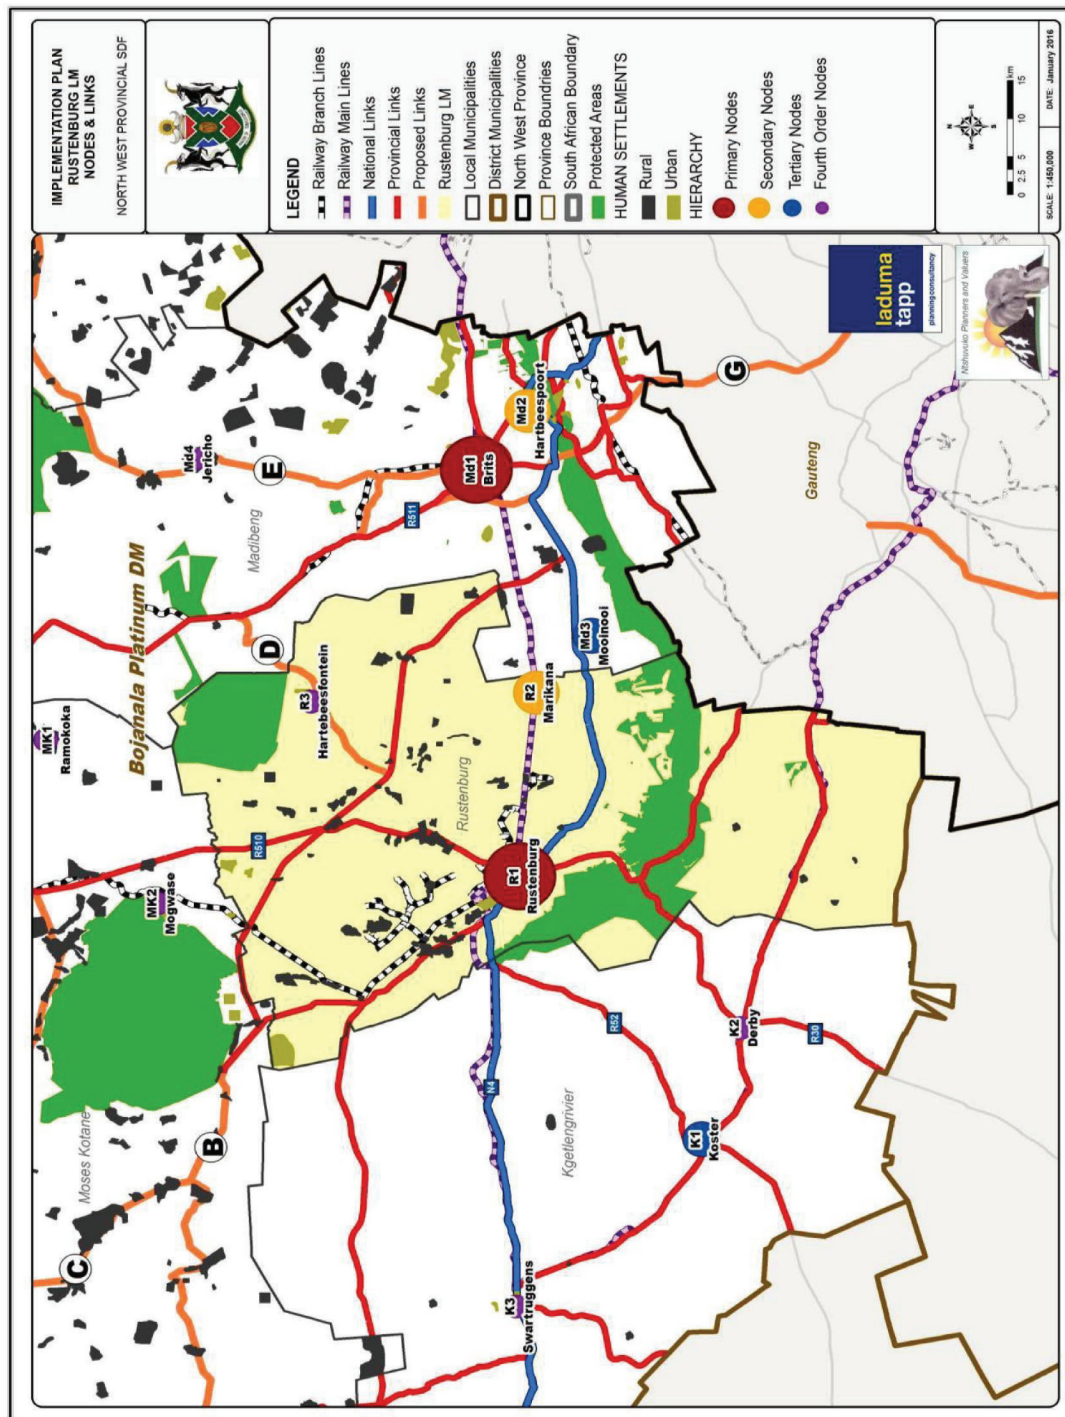 IMPLEMENTATION PLAN
RUSTENBURG LM
NODES & LINKS
NORTH WEST PROVINCIAL SDF
LEGEND
Railway Branch Lines
Railway Main Lines
National Links
Provincial Links
Proposed Links
Rustenburg LM
Local Municipalities
District Municipalities
North West Province
Province Boundries
South African Boundary
Protected Areas
HUMAN SETTLEMENTS
Rural
Urban
HIERARCHY
Primary Nodes
Secondary Nodes
Tertiary Nodes
Fourth Order Nodes
N
W E
S
km
0 2.5 5 10 15
SCALE: 1:450,000
DATE: January 2016
C
Moses Kotane
B
MK2
Mogwase
MK1
Ramokoka
Bojanala Platinum DM
R510
D
R3
Hartebeesfontein
Madibeng
Md4
Jericho
E
R511
Rustenburg
Md1
Brits
K3
Swartruggens
N4
R1
Rustenburg
R2
Marikana
Md2
Hartbeespoort
Kgetlengrivier
R52
Md3
Mooinooi
K1
Koster
K2
Derby
R30
G
Gauteng
laduma
tapp
planning consultancy
Ntshuvuko Planners and Valuers